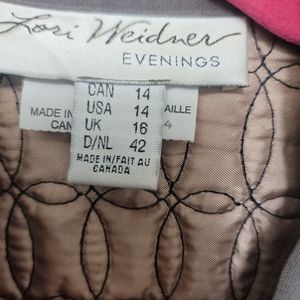 Lori Weidner
EVENINGS
CAN 14
USA 14
UK 16
D/NL 42
MADE IN/FAIT AU
CANADA
MADE IN
CAN
AILLE
4